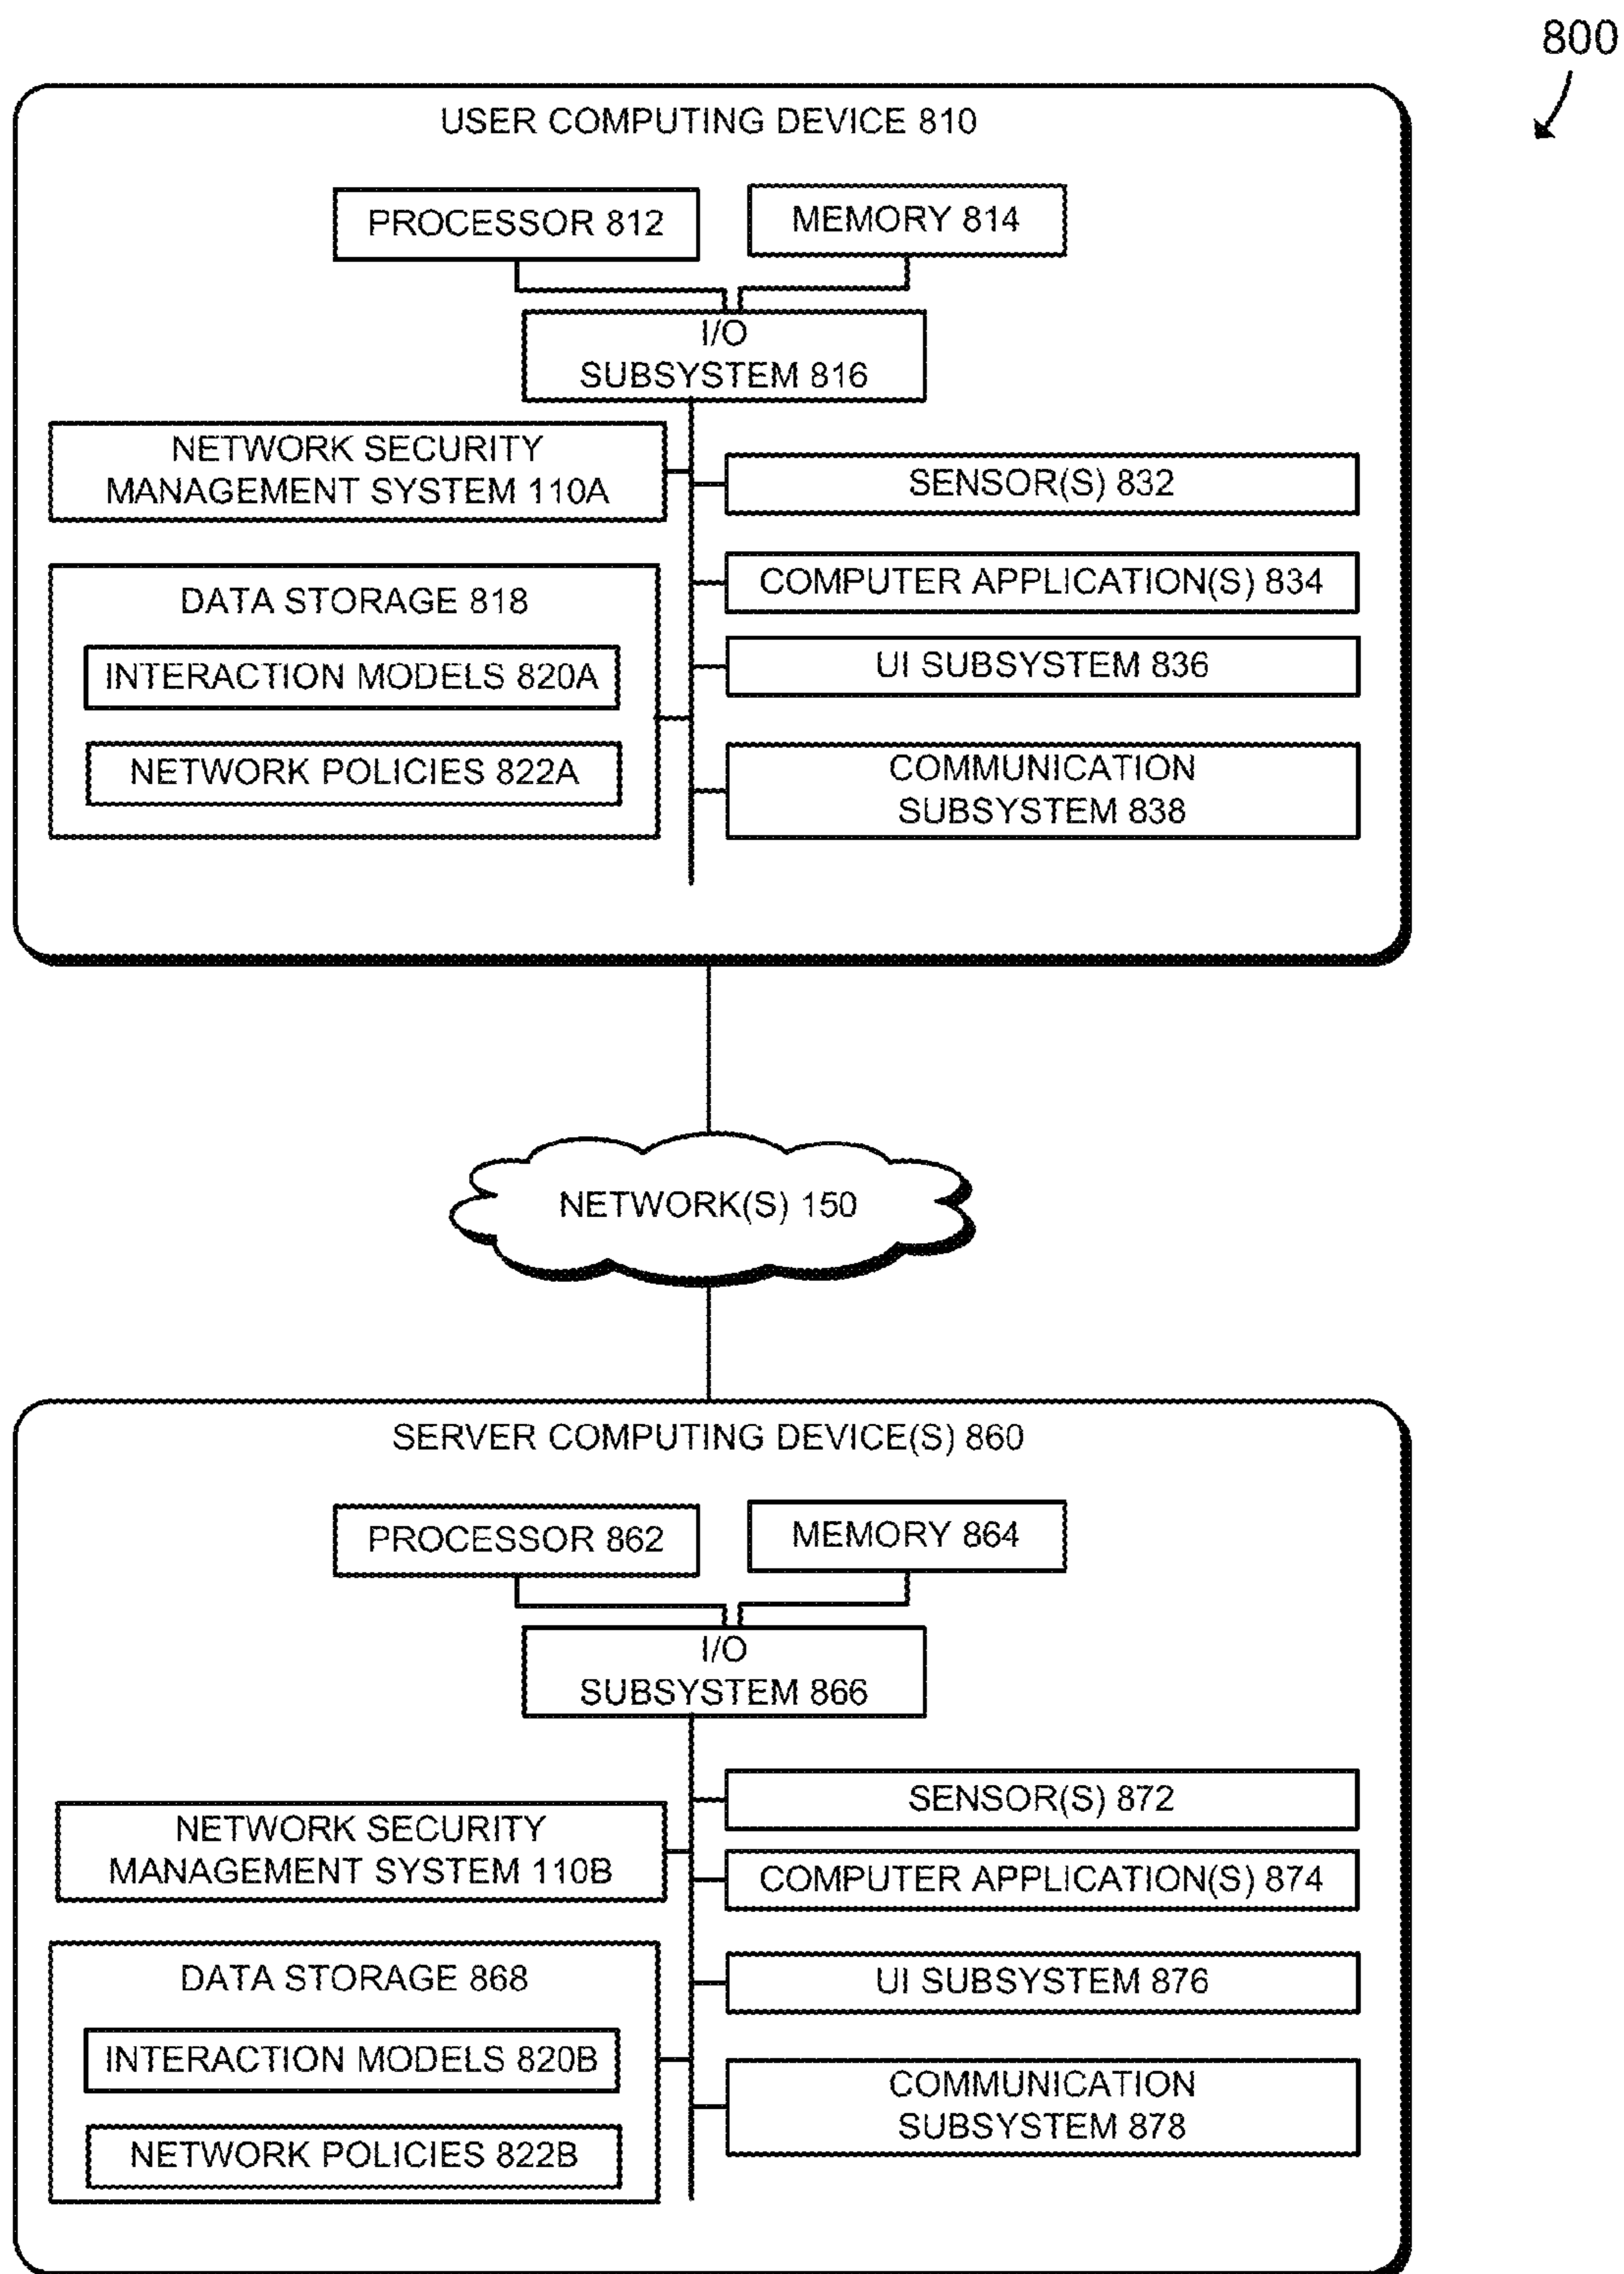 800
USER COMPUTING DEVICE 810
PROCESSOR 812
MEMORY 814
I/O
SUBSYSTEM 816
NETWORK SECURITY
MANAGEMENT SYSTEM 110A
SENSOR(S) 832
DATA STORAGE 818
COMPUTER APPLICATION(S) 834
INTERACTION MODELS 820A
UI SUBSYSTEM 836
NETWORK POLICIES 822A
COMMUNICATION
SUBSYSTEM 838
NETWORK(S) 150
SERVER COMPUTING DEVICE(S) 860
PROCESSOR 862
MEMORY 864
I/O
SUBSYSTEM 866
NETWORK SECURITY
MANAGEMENT SYSTEM 110B
SENSOR(S) 872
COMPUTER APPLICATION(S) 874
DATA STORAGE 868
UI SUBSYSTEM 876
INTERACTION MODELS 820B
NETWORK POLICIES 822B
COMMUNICATION
SUBSYSTEM 878